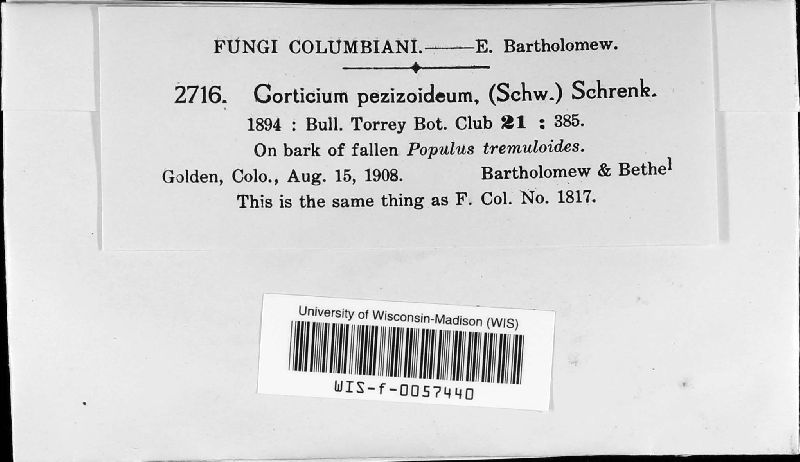 FUNGI COLUMBIANI.——E. Bartholomew.
2716. Corticium pezizoideum, (Schw.) Schrenk.
1894 : Bull. Torrey Bot. Club 21 : 385.
On bark of fallen Populus tremuloides.
Golden, Colo., Aug. 15, 1908. Bartholomew & Bethel
This is the same thing as F. Col. No. 1817.
University of Wisconsin-Madison (WIS)
WIS-f-0057440